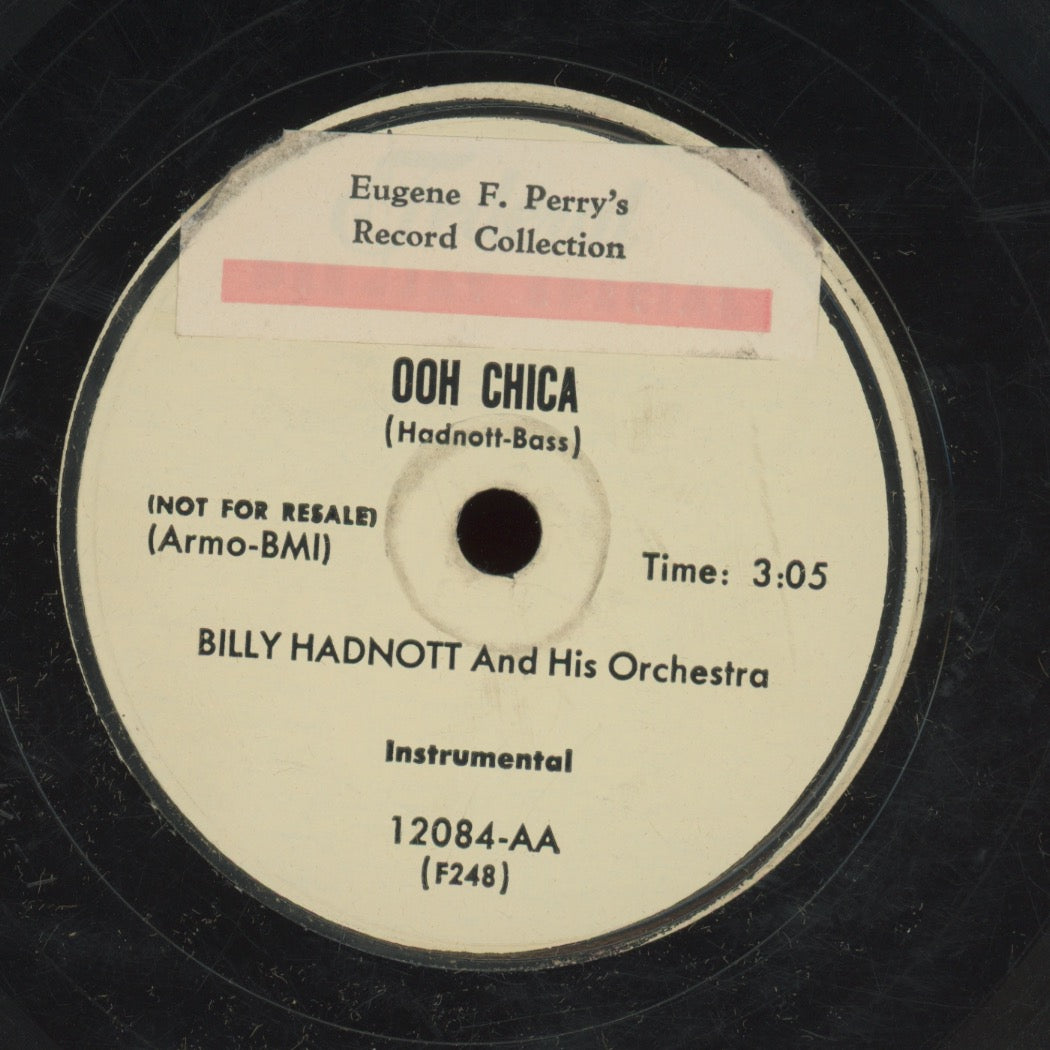 Eugene F. Perry's
Record Collection
OOH CHICA
(Hadnott-Bass)
(NOT FOR RESALE)
(Armo-BMI)
Time: 3:05
BILLY HADNOTT And His Orchestra
Instrumental
12084-AA
(F248)